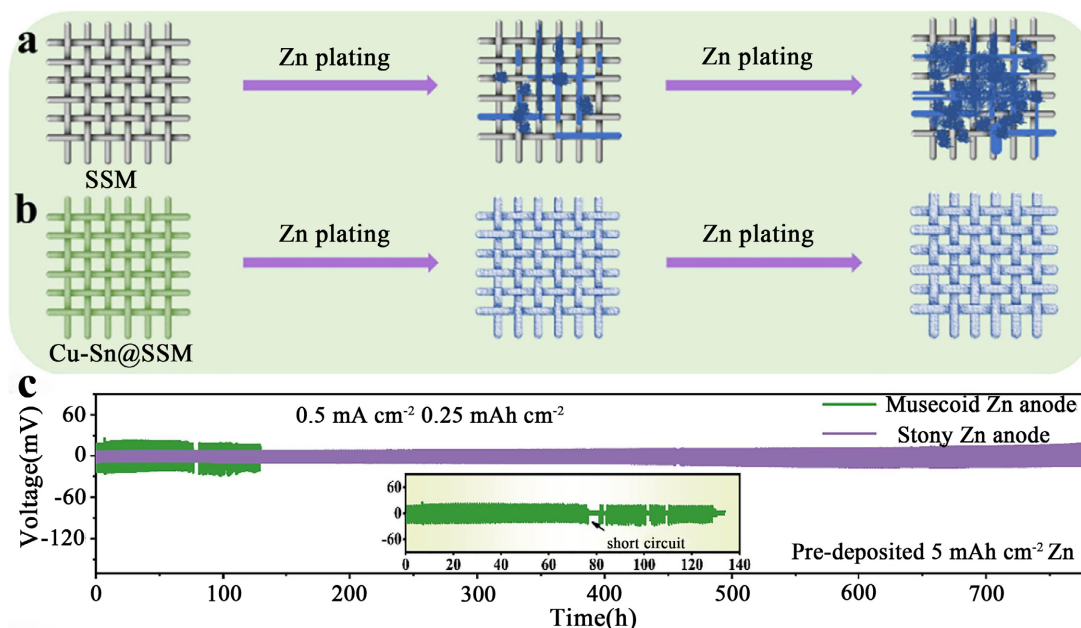 a
Zn plating
Zn plating
SSM
b
Zn plating
Zn plating
Cu-Sn@SSM
c
60
0
-60
-120
Voltage(mV)
0.5 mA cm⁻² 0.25 mAh cm⁻²
Musecoid Zn anode
Stony Zn anode
60
0
-60
short circuit
0 20 40 60 80 100 120 140
Pre-deposited 5 mAh cm⁻² Zn
0 100 200 300 400 500 600 700
Time(h)